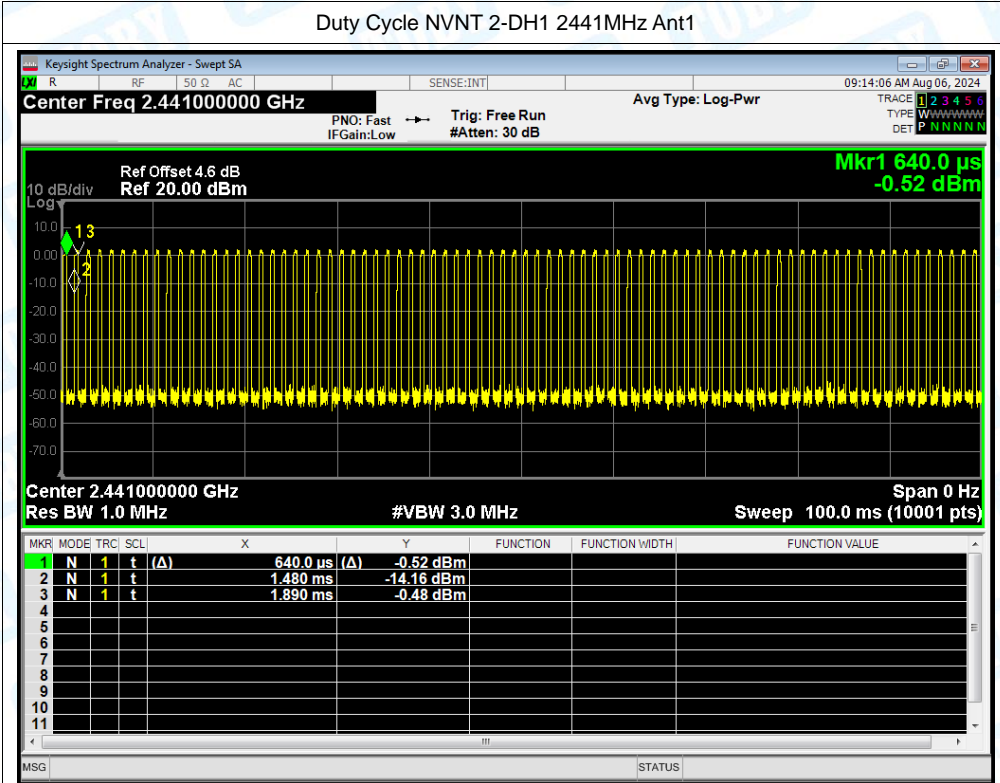 Duty Cycle NVNT 2-DH1 2441MHz Ant1
Keysight Spectrum Analyzer - Swept SA
LXI R RF 50 Ω AC SENSE:INT 09:14:06 AM Aug 06, 2024
Center Freq 2.441000000 GHz Avg Type: Log-Pwr TRACE 1 2 3 4 5 6
PNO: Fast Trig: Free Run TYPE WWWWWW
IFGain:Low #Atten: 30 dB DET P N N N N N
Mkr1 640.0 µs
-0.52 dBm
Ref Offset 4.6 dB
10 dB/div Ref 20.00 dBm
Log
10.0
1 3
0.00
2
-10.0
-20.0
-30.0
-40.0
-50.0
-60.0
-70.0
Center 2.441000000 GHz Span 0 Hz
Res BW 1.0 MHz #VBW 3.0 MHz Sweep 100.0 ms (10001 pts)
MKR MODE TRC SCL X Y FUNCTION FUNCTION WIDTH FUNCTION VALUE
1 N 1 t (Δ) 640.0 µs (Δ) -0.52 dBm
2 N 1 t 1.480 ms -14.16 dBm
3 N 1 t 1.890 ms -0.48 dBm
4
5
6
7
8
9
10
11
MSG STATUS